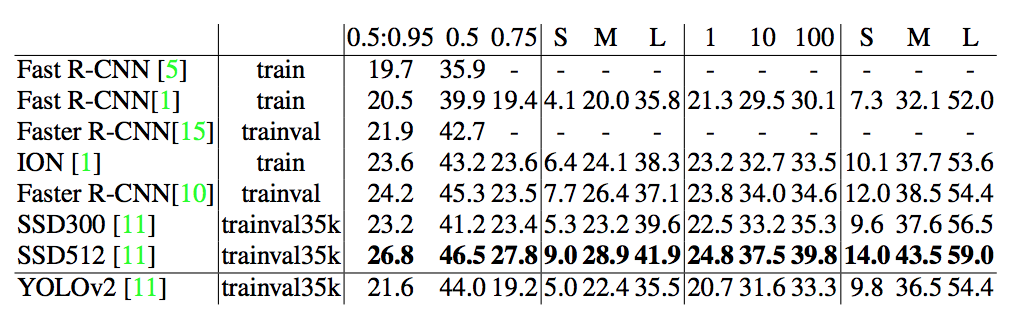 0.5:0.95 0.5 0.75 S M L 1 10 100 S M L
Fast R-CNN [5] train 19.7 35.9 - - - - - - - - - -
Fast R-CNN[1] train 20.5 39.9 19.4 4.1 20.0 35.8 21.3 29.5 30.1 7.3 32.1 52.0
Faster R-CNN[15] trainval 21.9 42.7 - - - - - - - - - -
ION [1] train 23.6 43.2 23.6 6.4 24.1 38.3 23.2 32.7 33.5 10.1 37.7 53.6
Faster R-CNN[10] trainval 24.2 45.3 23.5 7.7 26.4 37.1 23.8 34.0 34.6 12.0 38.5 54.4
SSD300 [11] trainval35k 23.2 41.2 23.4 5.3 23.2 39.6 22.5 33.2 35.3 9.6 37.6 56.5
SSD512 [11] trainval35k 26.8 46.5 27.8 9.0 28.9 41.9 24.8 37.5 39.8 14.0 43.5 59.0
YOLOv2 [11] trainval35k 21.6 44.0 19.2 5.0 22.4 35.5 20.7 31.6 33.3 9.8 36.5 54.4